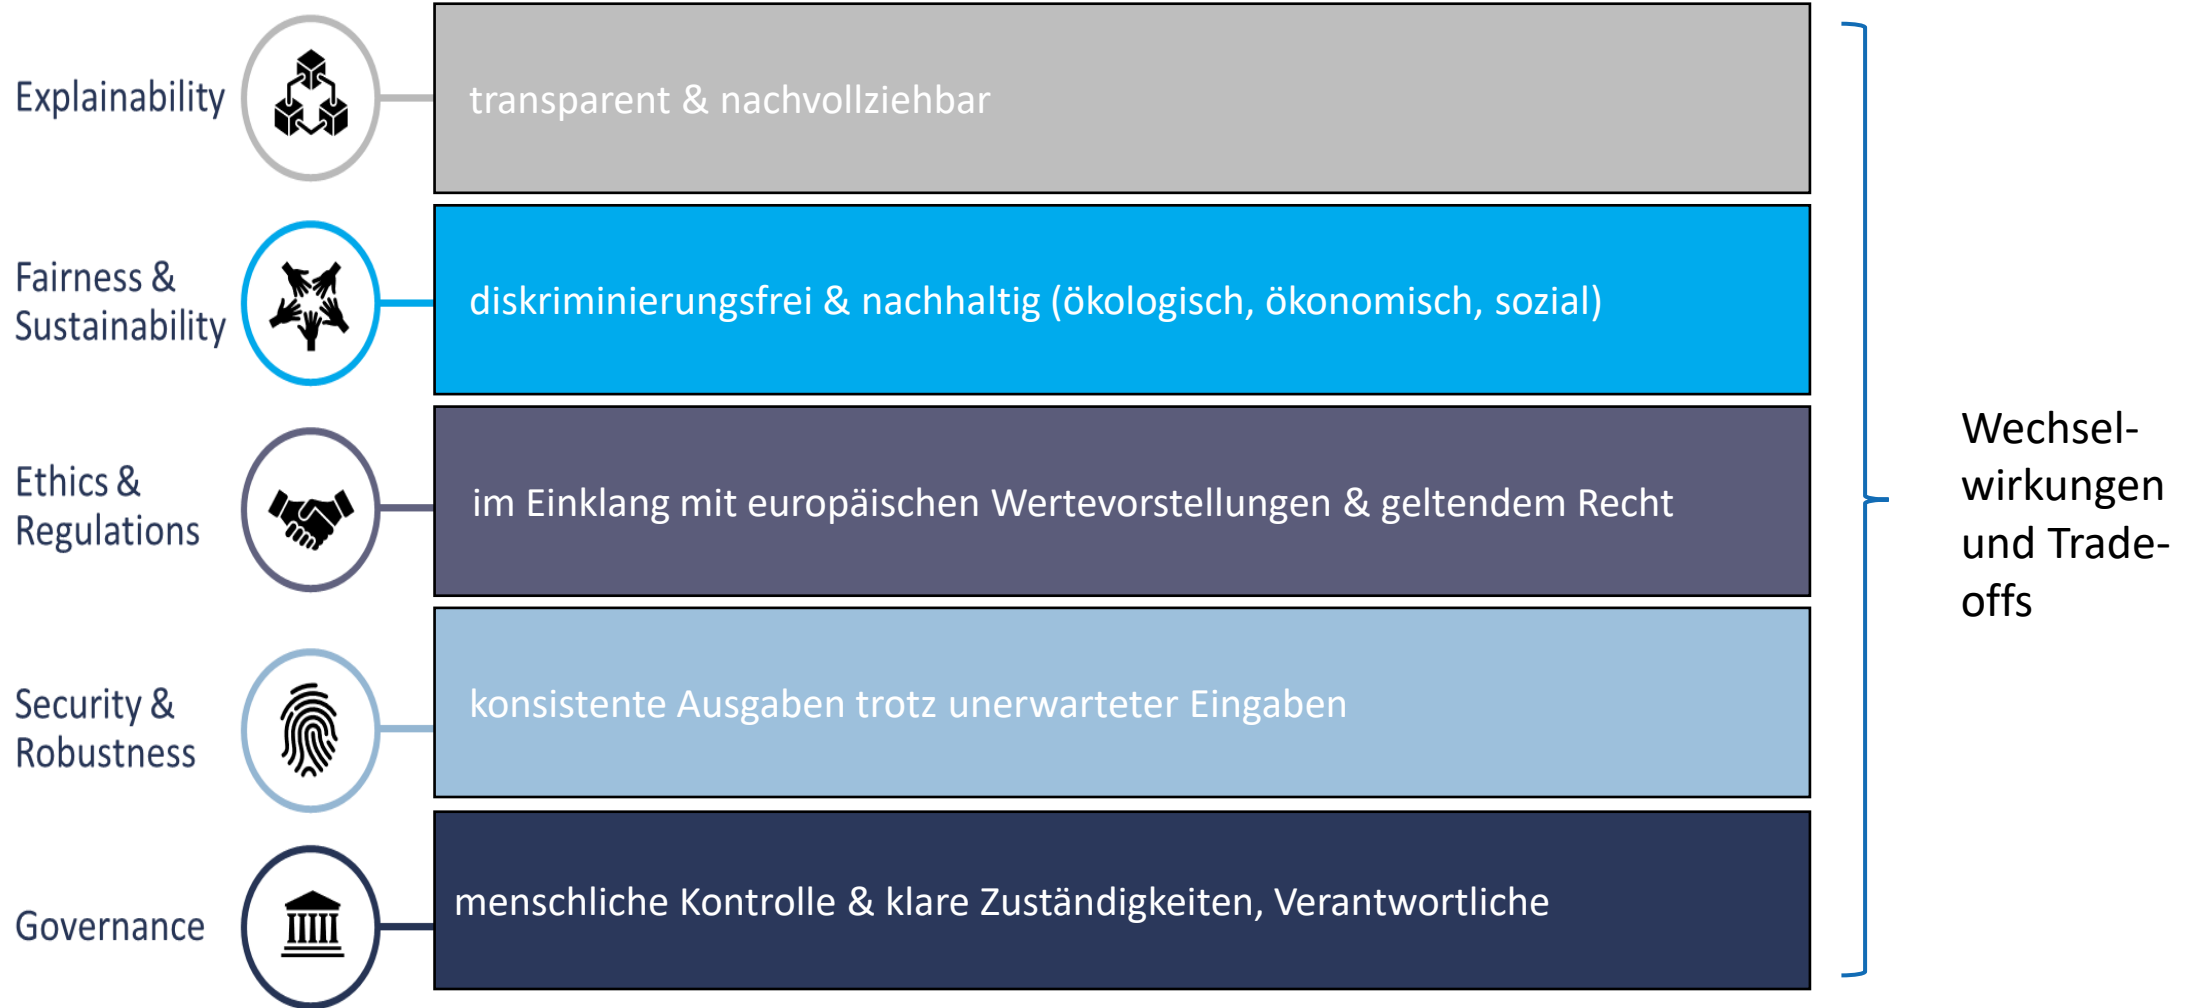 Explainability
transparent & nachvollziehbar
Fairness &
Sustainability
diskriminierungsfrei & nachhaltig (ökologisch, ökonomisch, sozial)
Ethics &
Regulations
im Einklang mit europäischen Wertevorstellungen & geltendem Recht
Security &
Robustness
konsistente Ausgaben trotz unerwarteter Eingaben
Governance
menschliche Kontrolle & klare Zuständigkeiten, Verantwortliche
Wechsel-
wirkungen
und Trade-
offs